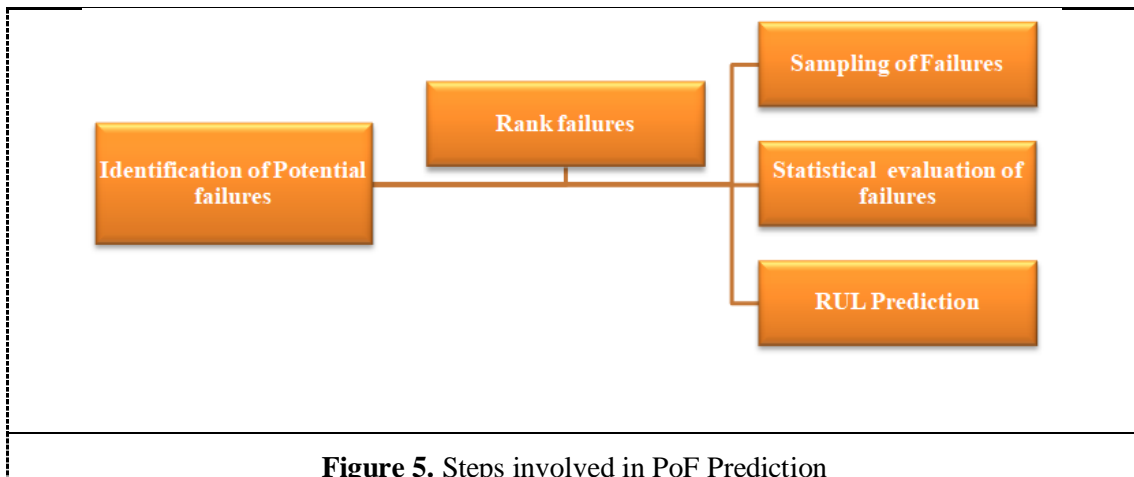 Identification of Potential
failures
Rank failures
Sampling of Failures
Statistical evaluation of
failures
RUL Prediction
Figure 5. Steps involved in PoF Prediction